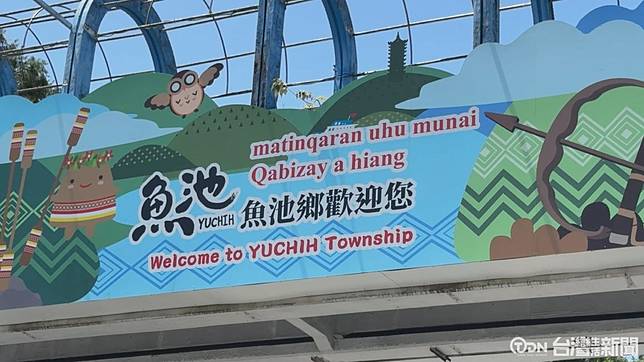 matinqaran uhu munai
Qabizay a hiang
魚池
YUCHIH
魚池鄉歡迎您
Welcome to YUCHIH Township
TDN 台灣新聞